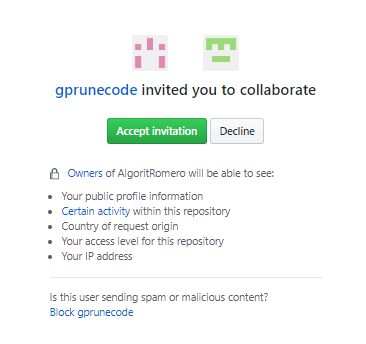 gprunecode invited you to collaborate
Accept invitation Decline
Owners of AlgoritRomero will be able to see:
Your public profile information
Certain activity within this repository
Country of request origin
Your access level for this repository
Your IP address
Is this user sending spam or malicious content?
Block gprunecode